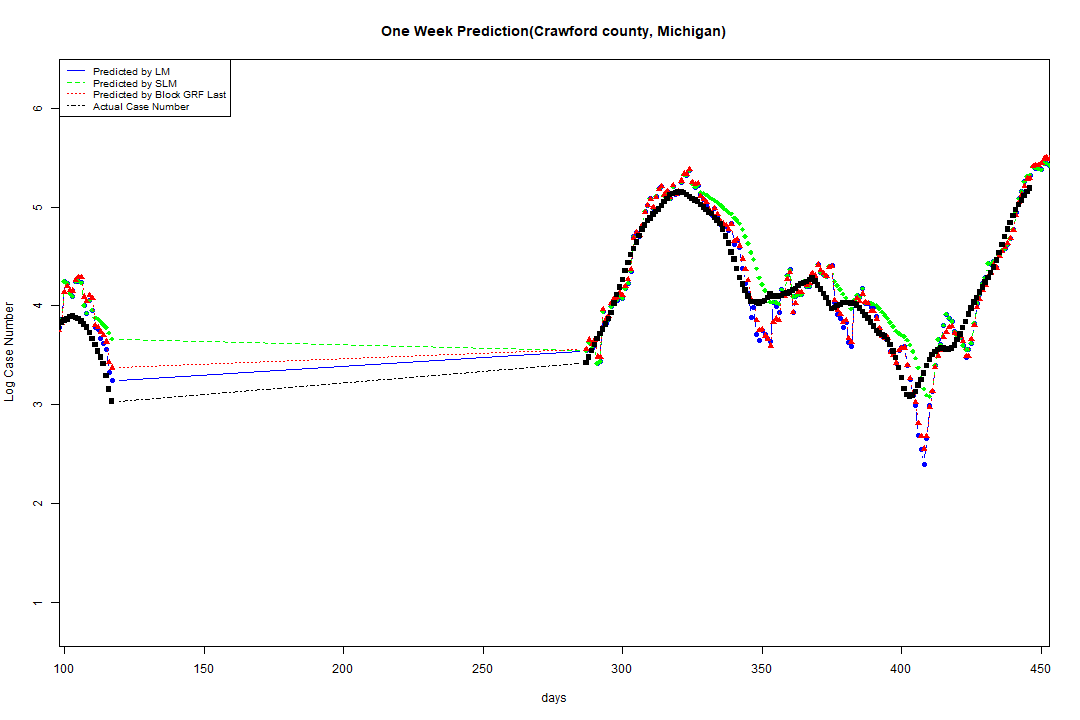 One Week Prediction(Crawford county, Michigan)
Predicted by LM
Predicted by SLM
Predicted by Block GRF Last
Actual Case Number
Log Case Number
6
5
4
3
2
1
100 150 200 250 300 350 400 450
days